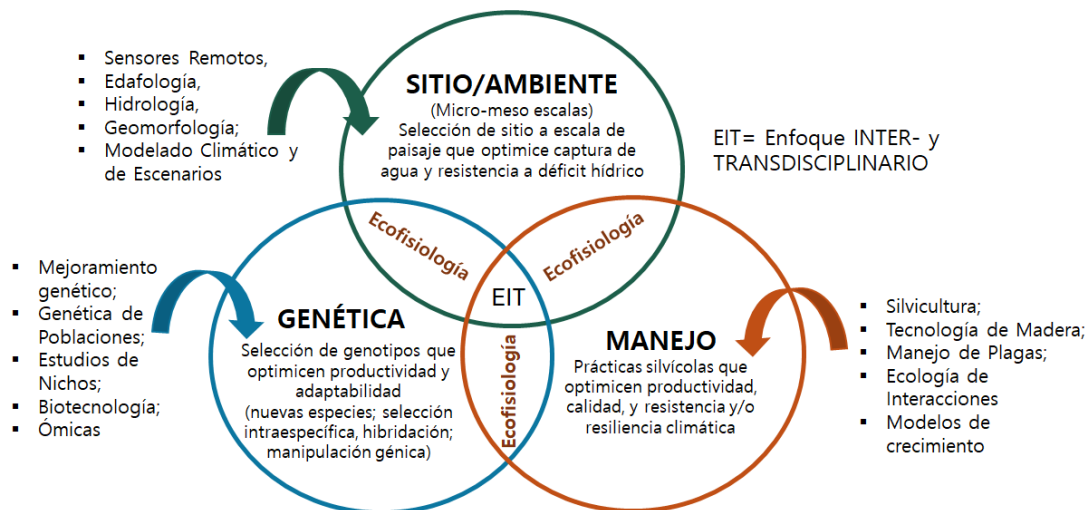 ▪ Sensores Remotos,
▪ Edafología,
▪ Hidrología,
▪ Geomorfología;
▪ Modelado Climático y
de Escenarios
SITIO/AMBIENTE
(Micro-meso escalas)
Selección de sitio a escala de
paisaje que optimice captura de
agua y resistencia a déficit hídrico
EIT= Enfoque INTER- y
TRANSDISCIPLINARIO
Ecofisiología
Ecofisiología
EIT
▪ Mejoramiento
genético;
▪ Genética de
Poblaciones;
▪ Estudios de
Nichos;
▪ Biotecnología;
▪ Ómicas
GENÉTICA
Selección de genotipos que
optimicen productividad y
adaptabilidad
(nuevas especies; selección
intraespecífica, hibridación;
manipulación génica)
Ecofisiología
MANEJO
Prácticas silvícolas que
optimicen productividad,
calidad, y resistencia y/o
resiliencia climática
▪ Silvicultura;
▪ Tecnología de Madera;
▪ Manejo de Plagas;
▪ Ecología de
Interacciones
▪ Modelos de
crecimiento